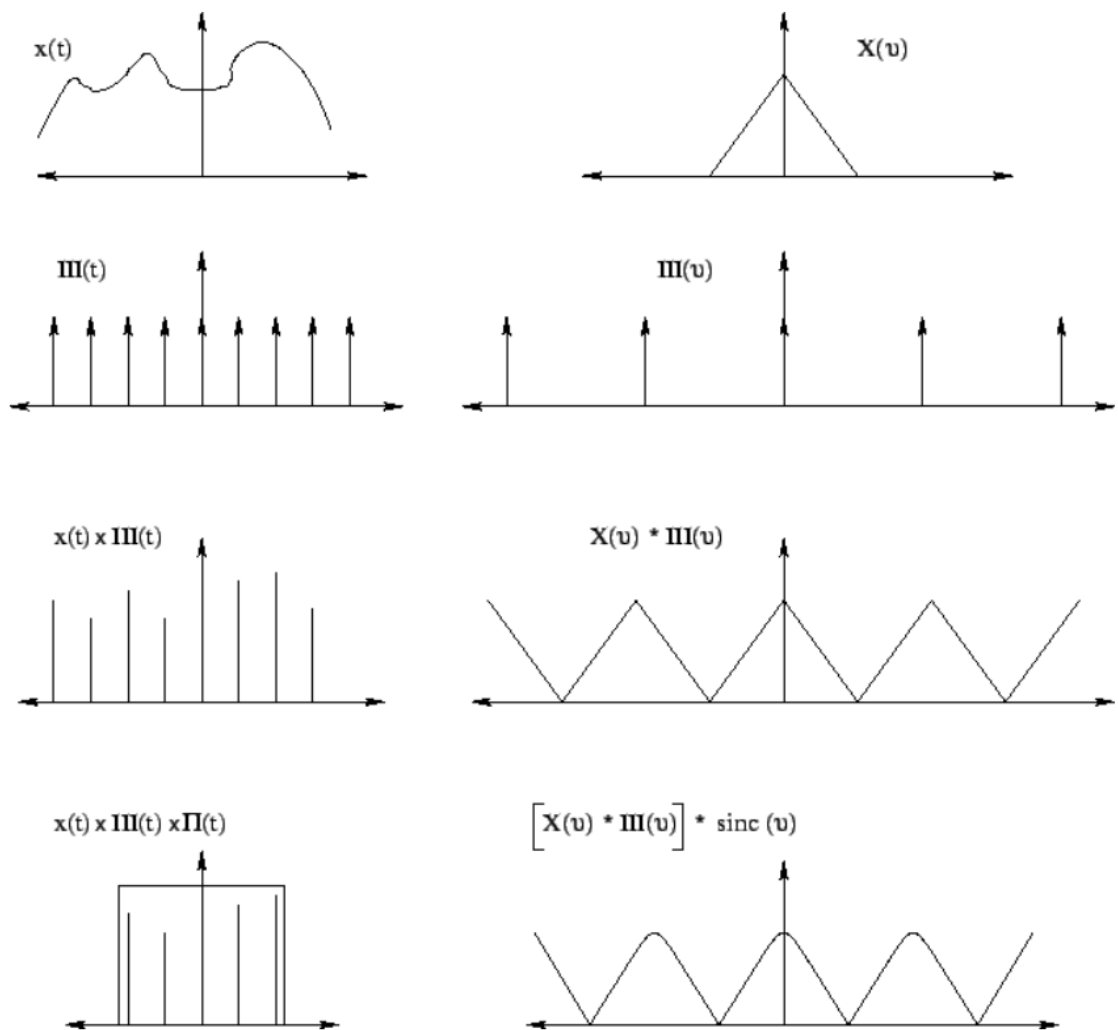 x(t)
X(υ)
III(t)
III(υ)
x(t) x III(t)
X(υ) * III(υ)
x(t) x III(t) x Π(t)
[X(υ) * III(υ)] * sinc (υ)